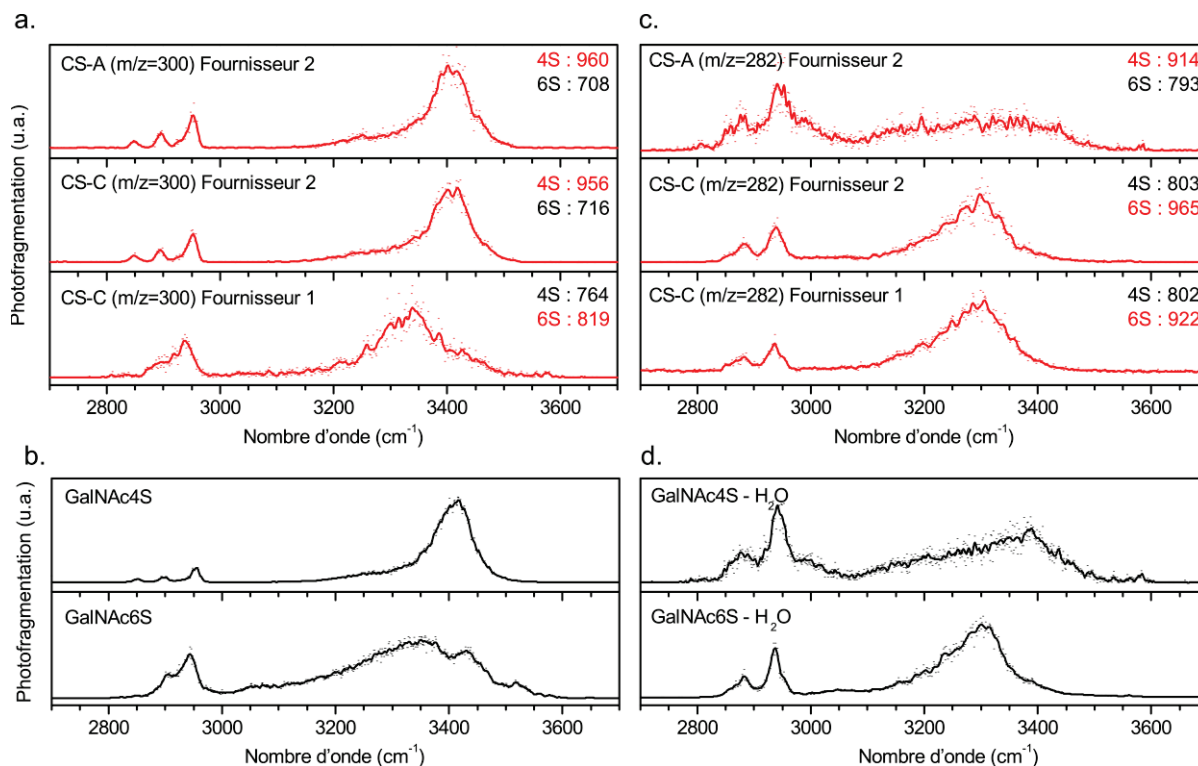 a.
CS-A (m/z=300) Fournisseur 2
4S : 960
6S : 708
CS-C (m/z=300) Fournisseur 2
4S : 956
6S : 716
CS-C (m/z=300) Fournisseur 1
4S : 764
6S : 819
Photofragmentation (u.a.)
2800 3000 3200 3400 3600
Nombre d'onde (cm⁻¹)
c.
CS-A (m/z=282) Fournisseur 2
4S : 914
6S : 793
CS-C (m/z=282) Fournisseur 2
4S : 803
6S : 965
CS-C (m/z=282) Fournisseur 1
4S : 802
6S : 922
2800 3000 3200 3400 3600
Nombre d'onde (cm⁻¹)
b.
GalNAc4S
GalNAc6S
Photofragmentation (u.a.)
2800 3000 3200 3400 3600
Nombre d'onde (cm⁻¹)
d.
GalNAc4S - H₂O
GalNAc6S - H₂O
2800 3000 3200 3400 3600
Nombre d'onde (cm⁻¹)